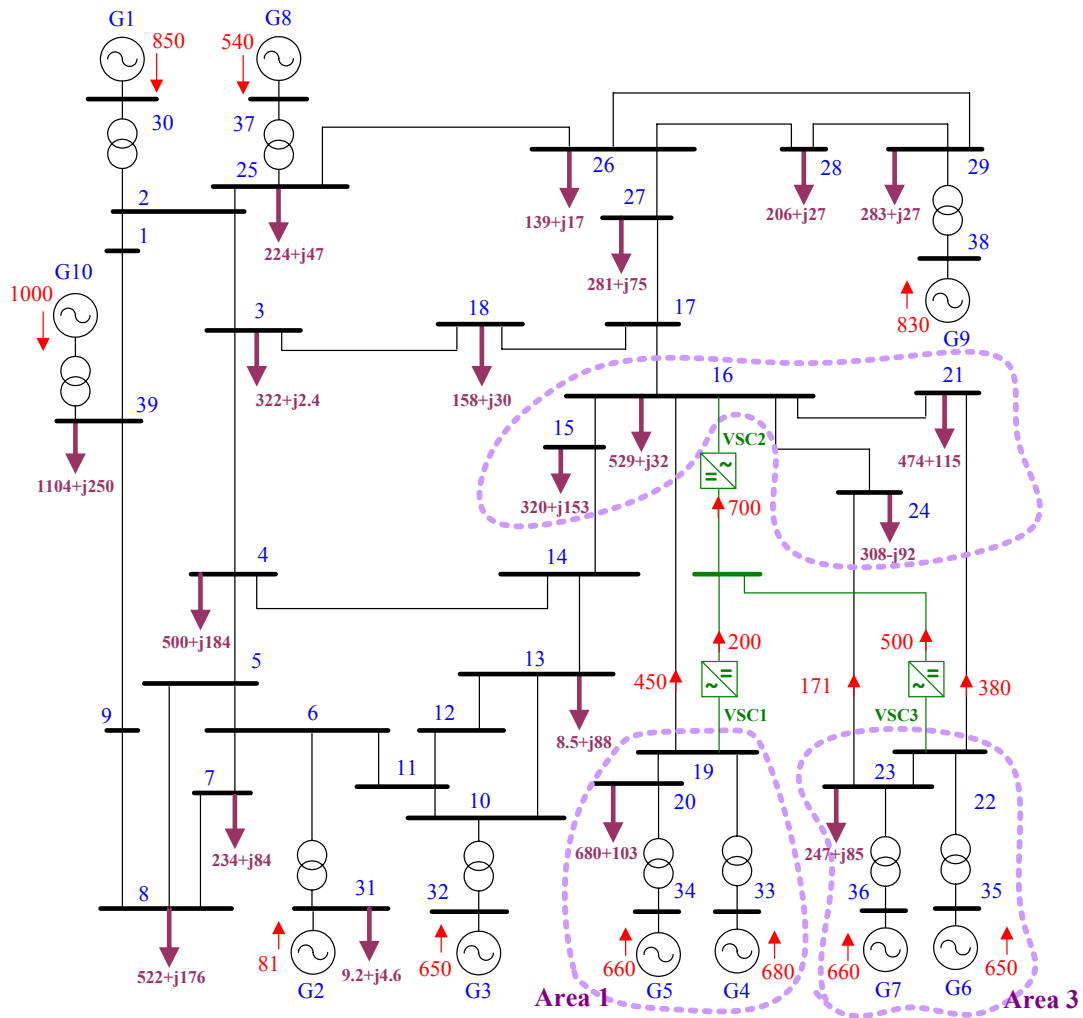 G1
G8
850
540
30
37
25
26
28
29
2
27
139+j17
206+j27
283+j27
1
224+j47
38
G10
281+j75
1000
3
18
17
830
G9
16
21
322+j2.4
158+j30
39
15
VSC2
529+j32
474+115
1104+j250
320+j153
700
24
308-j92
4
14
500+j184
200
500
5
13
450
171
380
9
6
12
VSC1
VSC3
8.5+j88
7
11
19
23
10
20
22
234+j84
680+103
247+j85
8
31
32
34
33
36
35
522+j176
81
9.2+j4.6
650
660
680
660
650
G2
G3
Area 1
G5
G4
G7
G6
Area 3